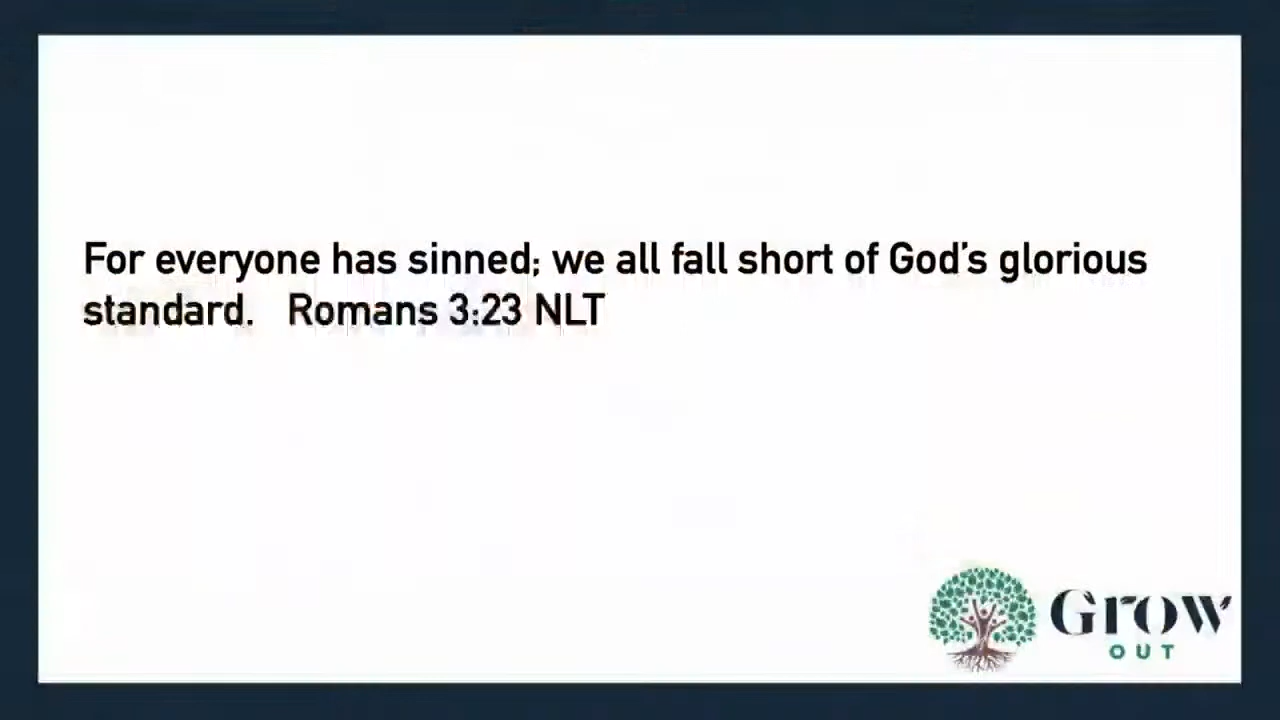 For everyone has sinned; we all fall short of God's glorious
standard. Romans 3:23 NLT
Grow
OUT